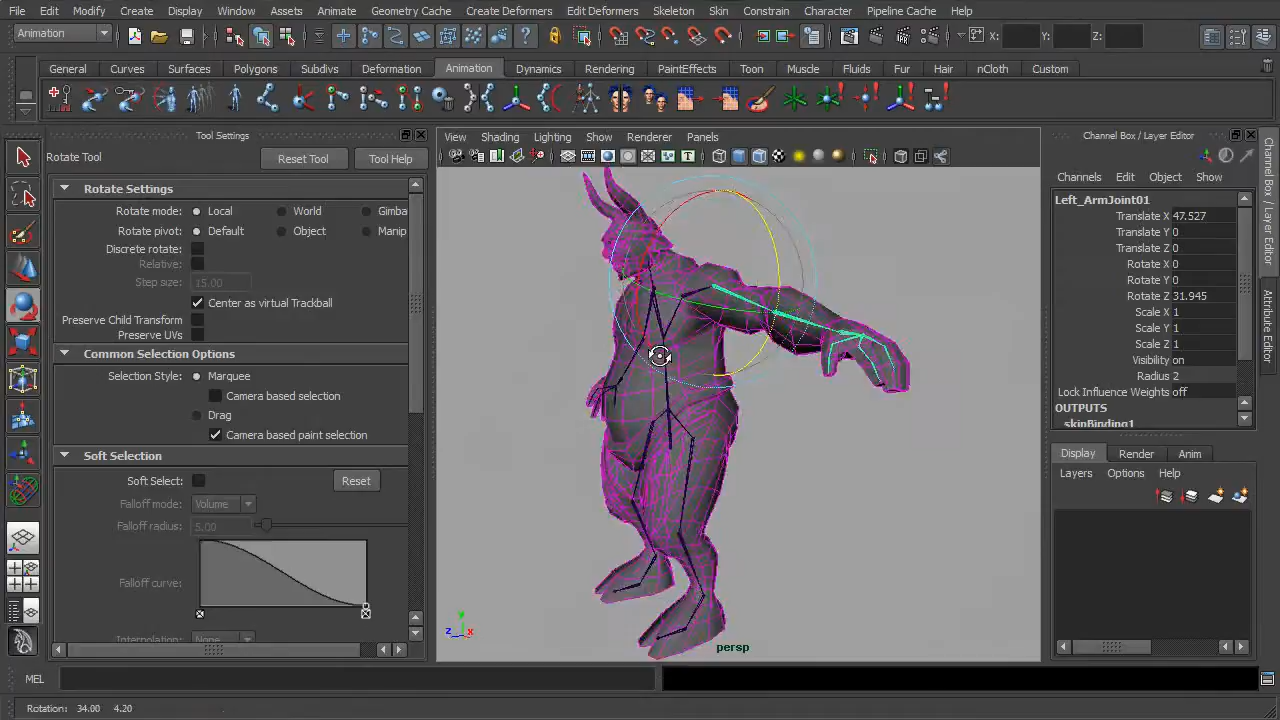 File Edit Modify Create Display Window Assets Animate Geometry Cache Create Deformers Edit Deformers Skeleton Skin Constrain Character Pipeline Cache Help
Animation X: Y: Z:
General Curves Surfaces Polygons Subdivs Deformation Animation Dynamics Rendering PaintEffects Toon Muscle Fluids Fur Hair nCloth Custom
Tool Settings
Channel Box / Layer Editor
View Shading Lighting Show Renderer Panels
Rotate Tool Reset Tool Tool Help
Channels Edit Object Show
Rotate Settings
Left_ArmJoint01
Rotate mode: Local World Gimba
Translate X 47.527
Rotate pivot: Default Object Manip
Translate Y 0
Discrete rotate:
Translate Z 0
Relative:
Rotate X 0
Step size: 15.00
Rotate Y 0
Center as virtual Trackball
Rotate Z 31.945
Preserve Child Transform
Scale X 1
Preserve UVs
Scale Y 1
Common Selection Options
Scale Z 1
Selection Style: Marquee
Visibility on
Camera based selection
Radius 2
Drag
Lock Influence Weights off
Camera based paint selection
OUTPUTS
skinBinding1
Soft Selection
Display Render Anim
Soft Select: Reset
Layers Options Help
Falloff mode: Volume
Falloff radius: 5.00
Falloff curve:
Interpolation: None
Y
Z X
persp
MEL
Rotation: 34.00 4.20
Channel Box / Layer Editor
Attribute Editor